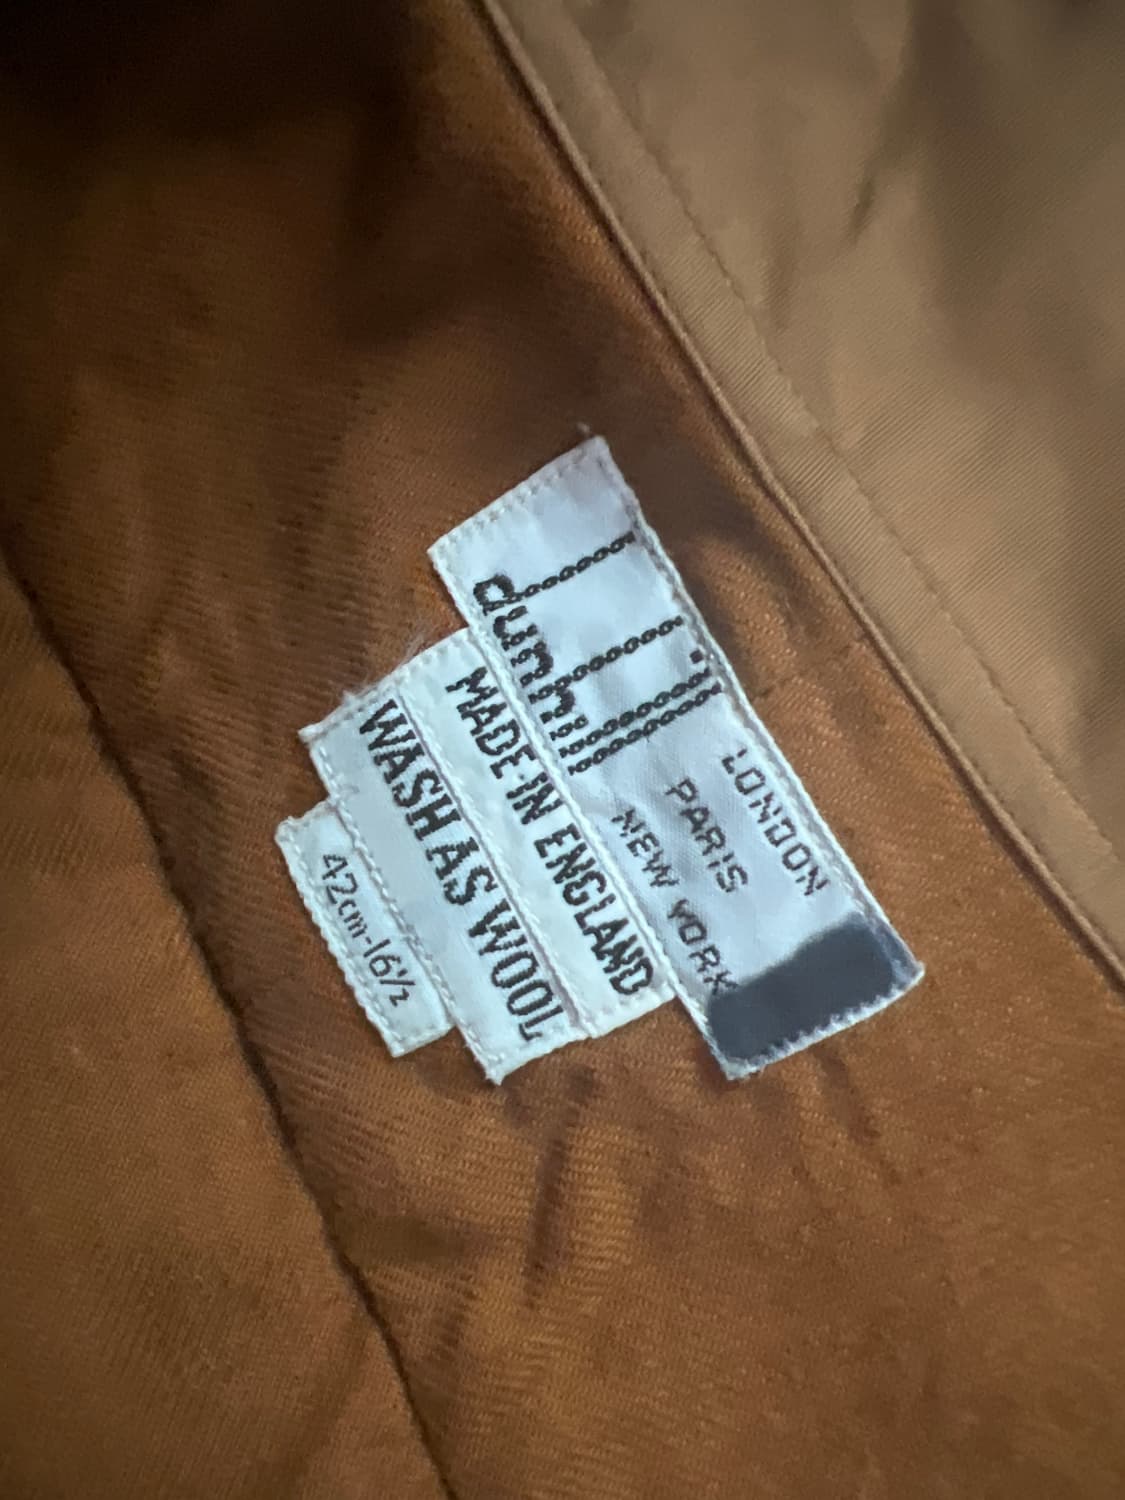 dunhill
LONDON
PARIS
NEW YORK
MADE-IN ENGLAND
WASH AS WOOL
42cm-16½